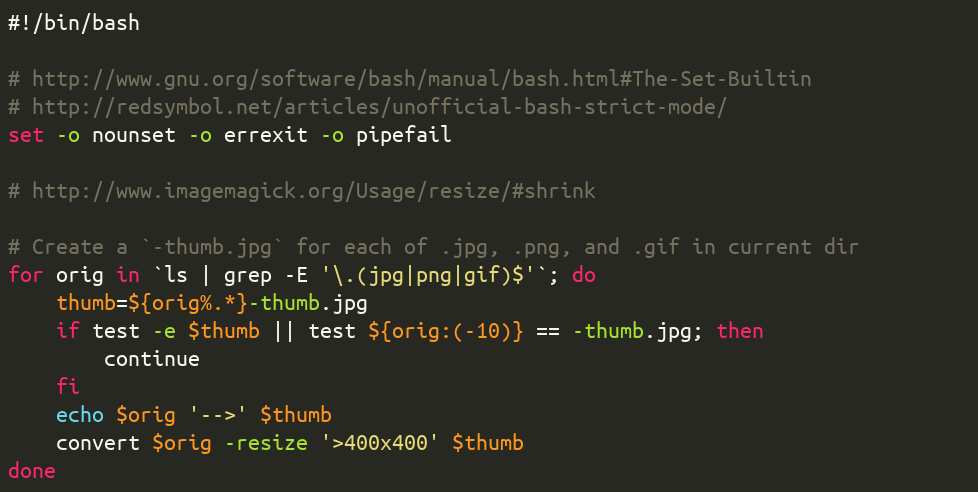 #!/bin/bash

# http://www.gnu.org/software/bash/manual/bash.html#The-Set-Builtin
# http://redsymbol.net/articles/unofficial-bash-strict-mode/
set -o nounset -o errexit -o pipefail

# http://www.imagemagick.org/Usage/resize/#shrink

# Create a `-thumb.jpg` for each of .jpg, .png, and .gif in current dir
for orig in `ls | grep -E '\.(jpg|png|gif)$'`; do
    thumb=${orig%.*}-thumb.jpg
    if test -e $thumb || test ${orig:(-10)} == -thumb.jpg; then
        continue
    fi
    echo $orig '-->' $thumb
    convert $orig -resize '>400x400' $thumb
done